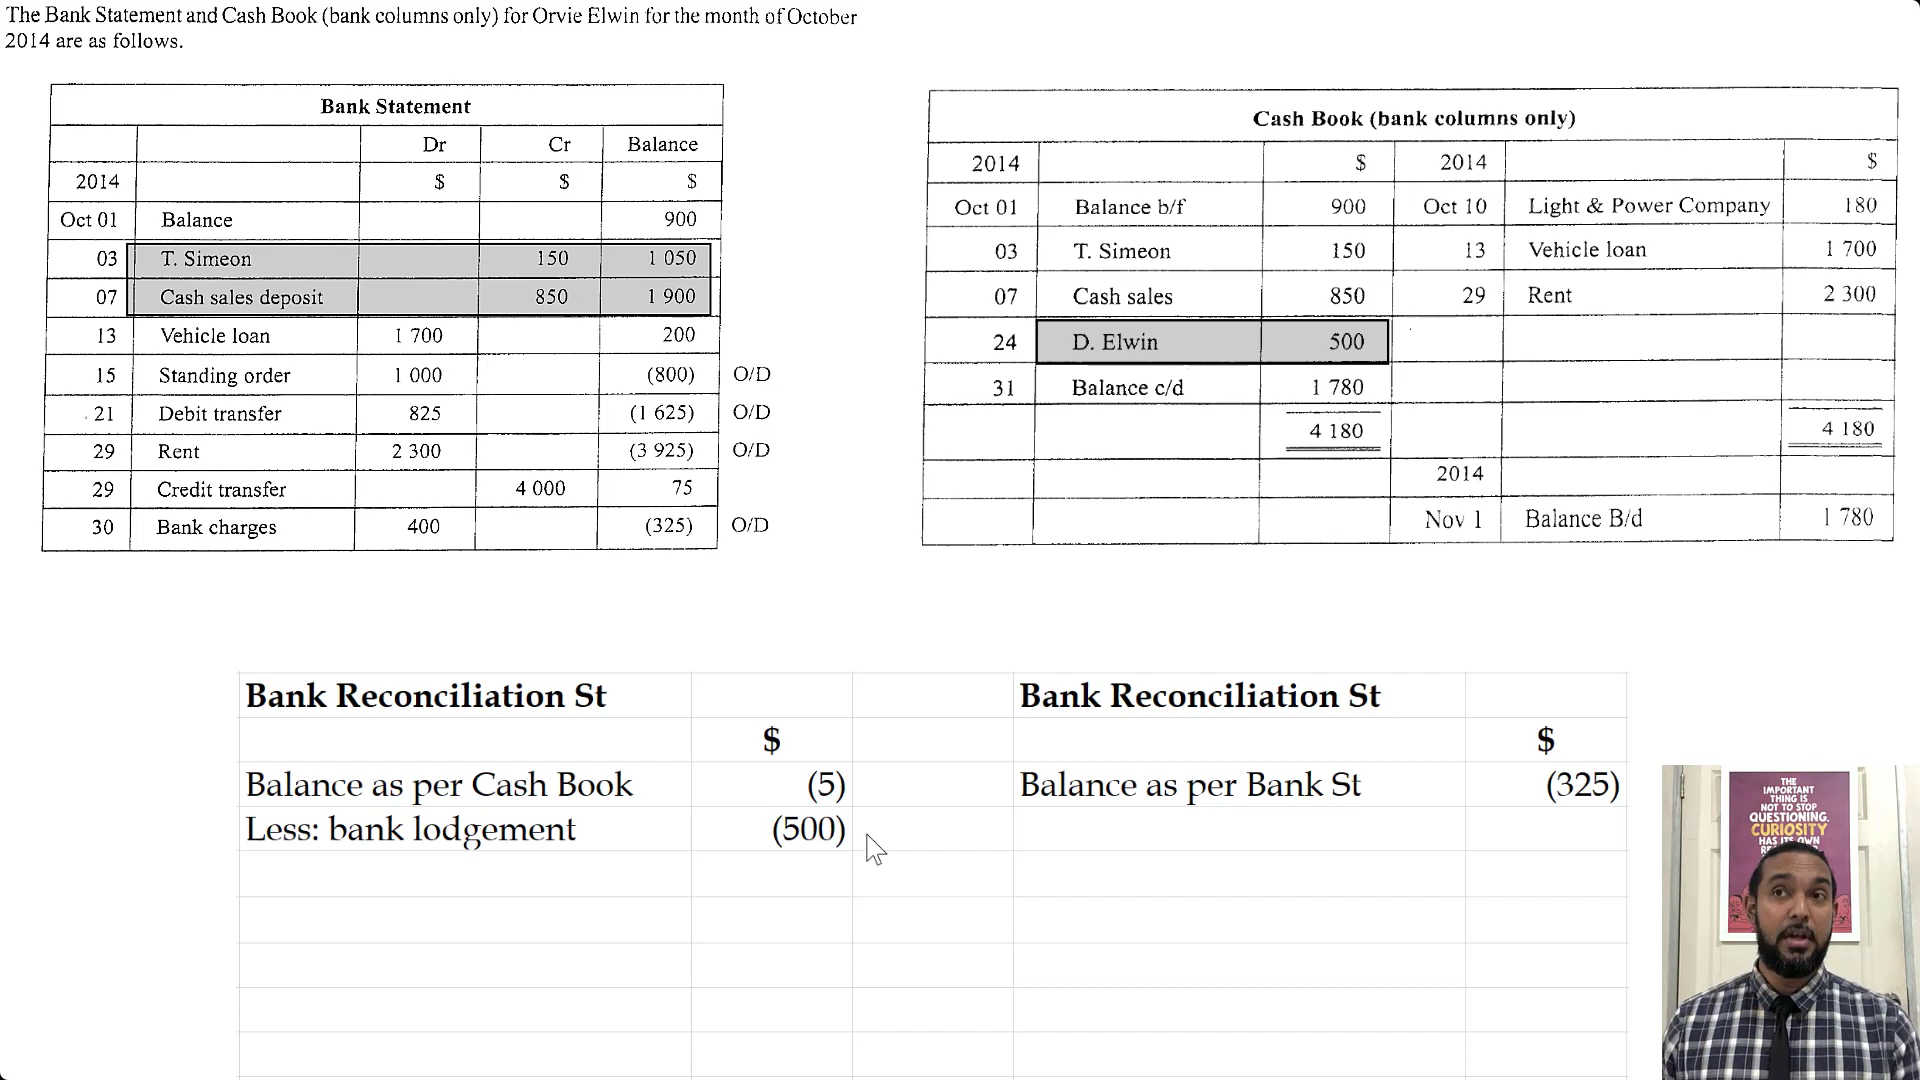 The Bank Statement and Cash Book (bank columns only) for Orvie Elwin for the month of October
2014 are as follows.
Bank Statement
Dr Cr Balance
2014 $ $ $
Oct 01 Balance 900
03 T. Simeon 150 1 050
07 Cash sales deposit 850 1 900
13 Vehicle loan 1 700 200
15 Standing order 1 000 (800) O/D
21 Debit transfer 825 (1 625) O/D
29 Rent 2 300 (3 925) O/D
29 Credit transfer 4 000 75
30 Bank charges 400 (325) O/D
Cash Book (bank columns only)
2014 $ 2014 $
Oct 01 Balance b/f 900 Oct 10 Light & Power Company 180
03 T. Simeon 150 13 Vehicle loan 1 700
07 Cash sales 850 29 Rent 2 300
24 D. Elwin 500
31 Balance c/d 1 780
4 180 4 180
2014
Nov 1 Balance B/d 1 780
Bank Reconciliation St
$
Balance as per Cash Book (5)
Less: bank lodgement (500)
Bank Reconciliation St
$
Balance as per Bank St (325)
THE
IMPORTANT
THING IS
NOT TO STOP
QUESTIONING.
CURIOSITY
HAS ITS OWN